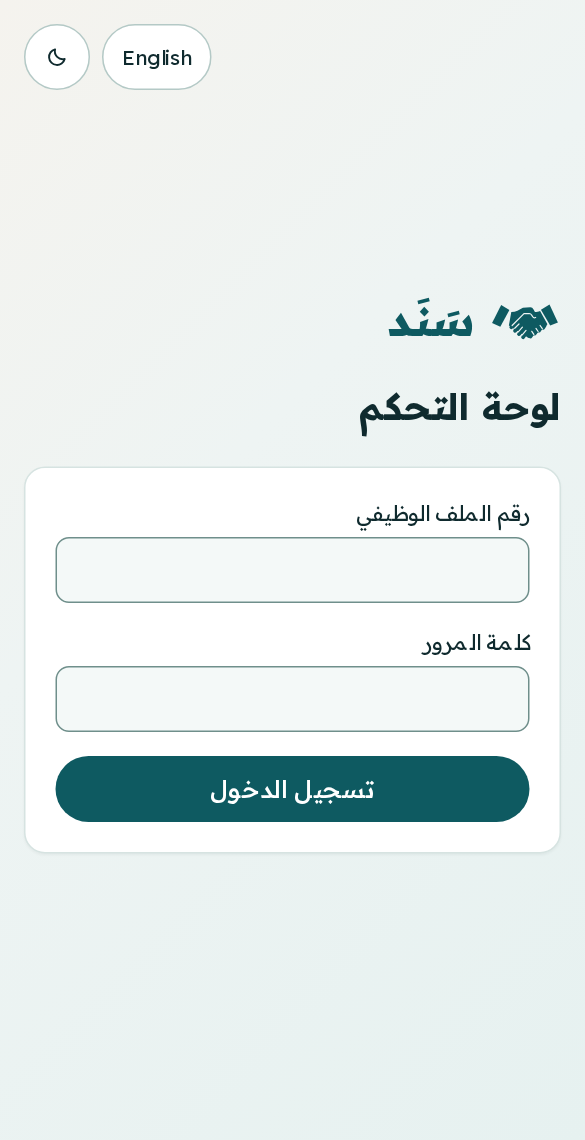 English
سَنَد
لوحة التحكم
رقم الملف الوظيفي
كلمة المرور
تسجيل الدخول